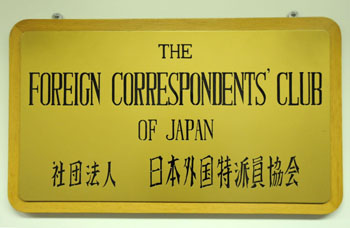 THE
FOREIGN CORRESPONDENTS' CLUB
OF JAPAN
社団法人 日本外国特派員協会